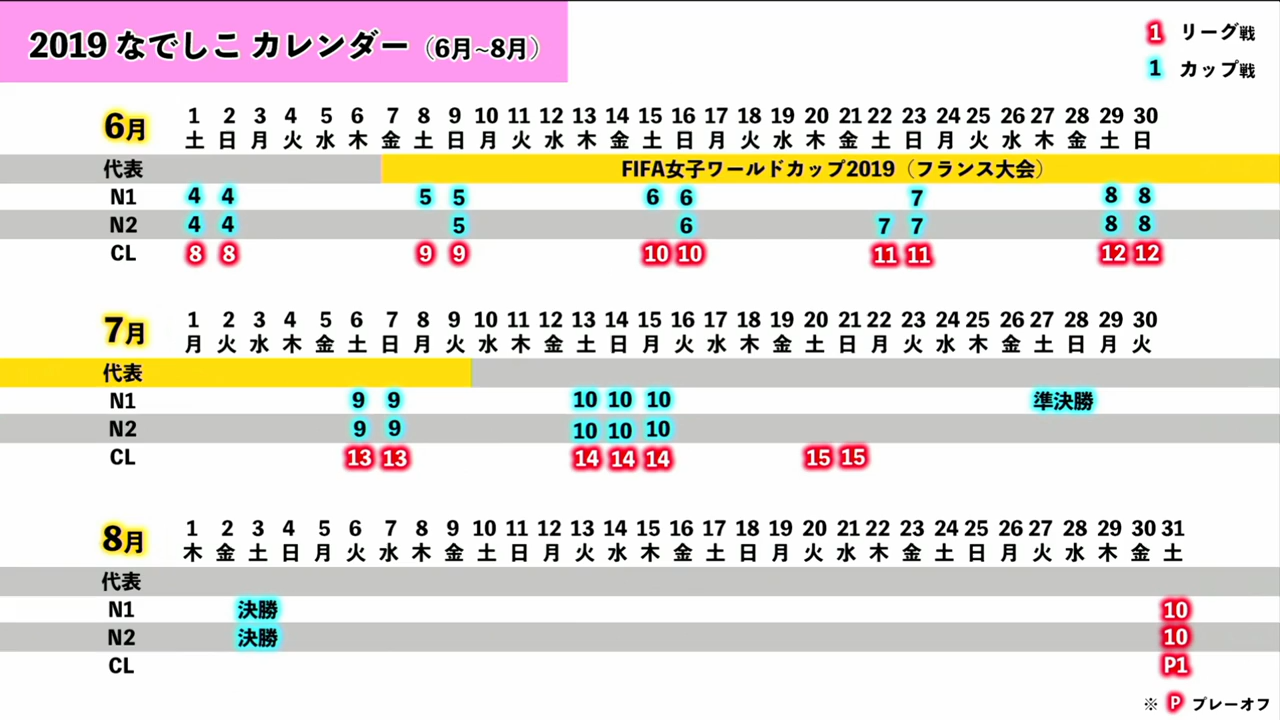 2019 なでしこ カレンダー（6月~8月）
1 リーグ戦
1 カップ戦
6月 1 2 3 4 5 6 7 8 9 10 11 12 13 14 15 16 17 18 19 20 21 22 23 24 25 26 27 28 29 30
土 日 月 火 水 木 金 土 日 月 火 水 木 金 土 日 月 火 水 木 金 土 日 月 火 水 木 金 土 日
代表 FIFA女子ワールドカップ2019（フランス大会）
N1 4 4 5 5 6 6 7 8 8
N2 4 4 5 6 7 7 8 8
CL 8 8 9 9 10 10 11 11 12 12
7月 1 2 3 4 5 6 7 8 9 10 11 12 13 14 15 16 17 18 19 20 21 22 23 24 25 26 27 28 29 30
月 火 水 木 金 土 日 月 火 水 木 金 土 日 月 火 水 木 金 土 日 月 火 水 木 金 土 日 月 火
代表
N1 9 9 10 10 10 準決勝
N2 9 9 10 10 10
CL 13 13 14 14 14 15 15
8月 1 2 3 4 5 6 7 8 9 10 11 12 13 14 15 16 17 18 19 20 21 22 23 24 25 26 27 28 29 30 31
木 金 土 日 月 火 水 木 金 土 日 月 火 水 木 金 土 日 月 火 水 木 金 土 日 月 火 水 木 金 土
代表
N1 決勝 10
N2 決勝 10
CL P1
※ P プレーオフ